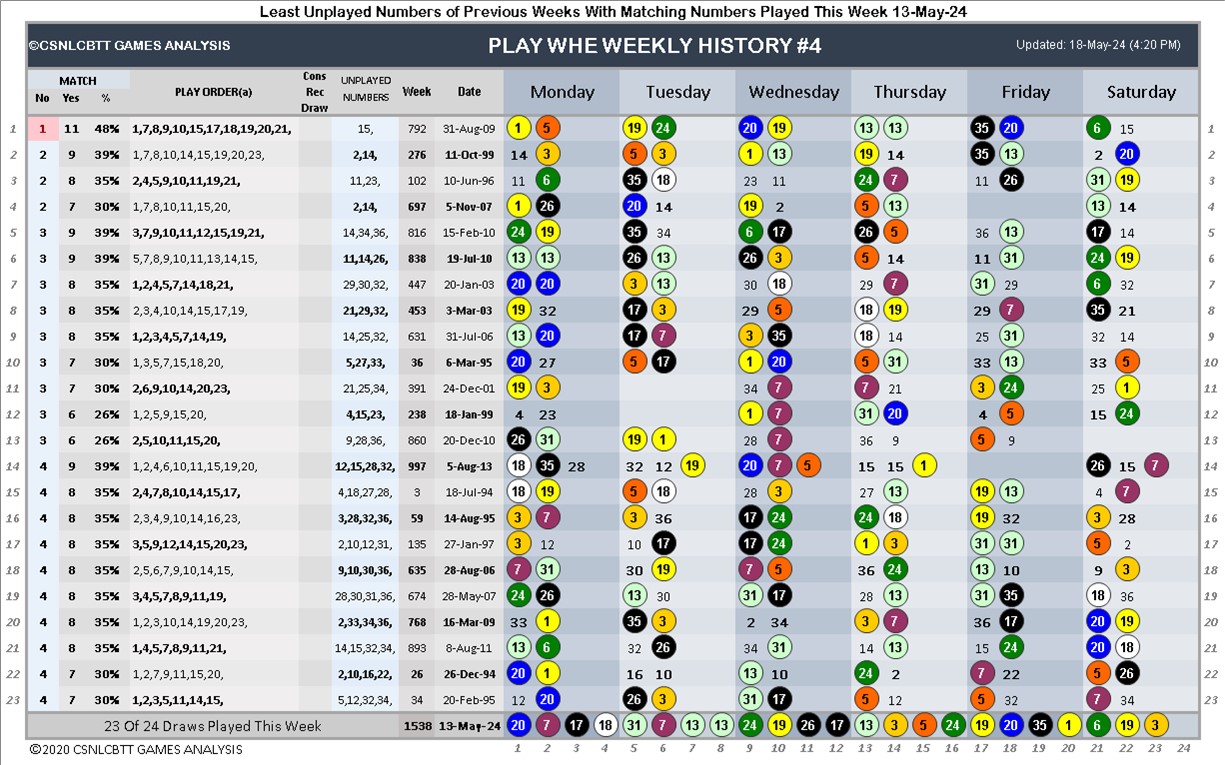 Least Unplayed Numbers of Previous Weeks With Matching Numbers Played This Week 13-May-24
©CSNLCBTT GAMES ANALYSIS PLAY WHE WEEKLY HISTORY #4 Updated: 18-May-24 (4:20 PM)
MATCH
No Yes % PLAY ORDER(a) Cons Rec Draw UNPLAYED NUMBERS Week Date Monday Tuesday Wednesday Thursday Friday Saturday
1 1 11 48% 1,7,8,9,10,15,17,18,19,20,21, 15, 792 31-Aug-09 1 5 19 24 20 19 13 13 35 20 6 15 1
2 2 9 39% 1,7,8,10,14,15,19,20,23, 2,14, 275 11-Oct-99 14 3 5 3 1 13 19 14 35 13 2 20 2
3 2 8 35% 2,4,5,9,10,11,19,21, 11,23, 102 10-Jun-96 11 6 35 18 23 11 24 7 11 26 31 19 3
4 2 7 30% 1,7,8,10,11,15,20, 2,14, 697 5-Nov-07 1 26 20 14 19 2 5 13 13 14 4
5 3 9 39% 3,7,9,10,11,12,15,19,21, 14,34,36, 816 15-Feb-10 24 19 35 34 6 17 26 5 36 13 17 14 5
6 3 9 39% 5,7,8,9,10,11,13,14,15, 11,14,26, 838 19-Jul-10 13 13 26 13 26 3 5 14 11 31 24 19 6
7 3 8 35% 1,2,4,5,7,14,18,21, 29,30,32, 447 20-Jan-03 20 20 3 13 30 18 29 7 31 29 6 32 7
8 3 8 35% 2,3,4,10,14,15,17,19, 21,29,32, 453 3-Mar-03 19 32 17 3 29 5 18 19 29 7 35 21 8
9 3 8 35% 1,2,3,4,5,7,14,19, 14,25,32, 631 31-Jul-06 13 20 17 7 3 35 18 14 25 31 32 14 9
10 3 7 30% 1,3,5,7,15,18,20, 5,27,33, 36 6-Mar-95 20 27 5 17 1 20 5 31 33 13 33 5 10
11 3 7 30% 2,6,9,10,14,20,23, 21,25,34, 391 24-Dec-01 19 3 34 7 7 21 3 24 25 1 11
12 3 6 26% 1,2,5,9,15,20, 4,15,23, 238 18-Jan-99 4 23 1 7 31 20 4 5 15 24 12
13 3 6 26% 2,5,10,11,15,20, 9,28,36, 860 20-Dec-10 26 31 19 1 28 7 36 9 5 9 13
14 4 9 39% 1,2,4,6,10,11,15,19,20, 12,15,28,32, 997 5-Aug-13 18 35 28 32 12 19 20 7 5 15 15 1 26 15 7 14
15 4 8 35% 2,4,7,8,10,14,15,17, 4,18,27,28, 3 18-Jul-94 18 19 5 18 28 3 27 13 19 13 4 7 15
16 4 8 35% 2,3,4,9,10,14,16,23, 3,28,32,36, 59 14-Aug-95 3 7 3 36 17 24 24 18 19 32 3 28 16
17 4 8 35% 3,5,9,12,14,15,20,23, 2,10,12,31, 135 27-Jan-97 3 12 10 17 17 24 1 3 31 31 5 2 17
18 4 8 35% 2,5,6,7,9,10,14,15, 9,10,30,36, 635 28-Aug-06 7 31 30 19 7 5 36 24 13 10 9 3 18
19 4 8 35% 3,4,5,7,8,9,11,19, 28,30,31,36, 674 28-May-07 24 26 13 30 31 17 28 13 31 35 18 36 19
20 4 8 35% 1,2,3,10,14,19,20,23, 2,33,34,36, 768 16-Mar-09 33 1 35 3 2 34 3 7 36 17 20 19 20
21 4 8 35% 1,4,5,7,8,9,11,21, 14,15,32,34, 893 8-Aug-11 13 6 32 26 34 31 14 13 15 24 20 18 21
22 4 7 30% 1,2,7,9,11,15,20, 2,10,16,22, 26 26-Dec-94 20 1 16 10 13 10 24 2 7 22 5 26 22
23 4 7 30% 1,2,3,5,11,14,15, 5,12,32,34, 34 20-Feb-95 12 20 26 3 31 17 5 12 5 32 7 34 23
23 Of 24 Draws Played This Week 1538 13-May-24 20 7 17 18 31 7 13 13 24 19 26 17 13 3 5 24 19 20 35 1 6 19 3
©2020 CSNLCBTT GAMES ANALYSIS 1 2 3 4 5 6 7 8 9 10 11 12 13 14 15 16 17 18 19 20 21 22 23 24